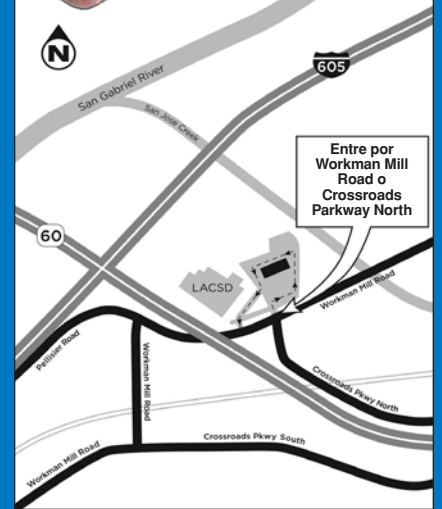 N
San Gabriel River
605
San Jose Creek
Entre por
Workman Mill
Road o
Crossroads
Parkway North
60
LACSD
Workman Mill Road
Pellisier Road
Workman Mill Road
Crossroads Pkwy North
Crossroads Pkwy South
Workman Mill Road